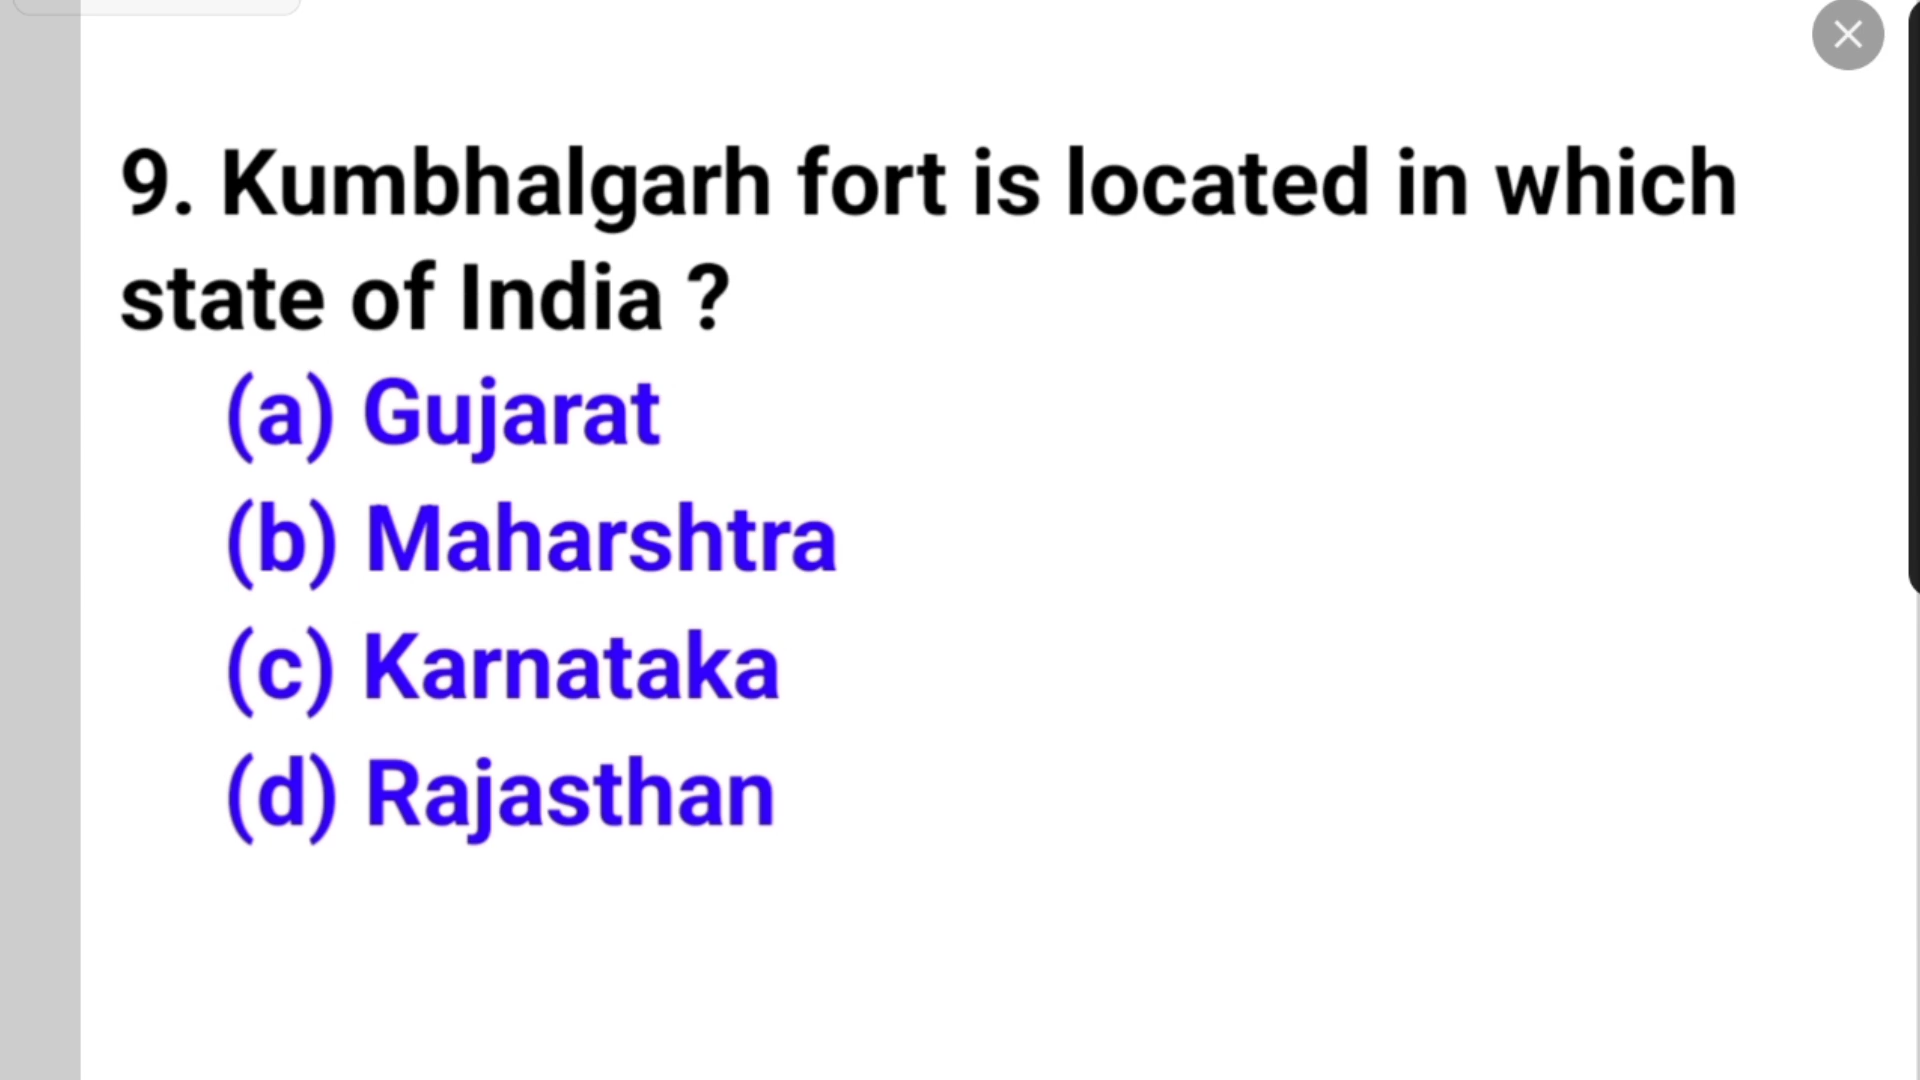 9. Kumbhalgarh fort is located in which
state of India ?
(a) Gujarat
(b) Maharshtra
(c) Karnataka
(d) Rajasthan